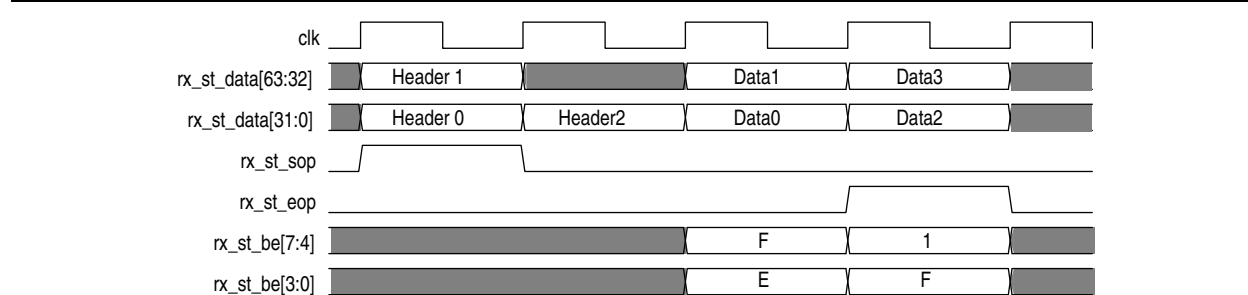 clk
rx_st_data[63:32] Header 1 Data1 Data3
rx_st_data[31:0] Header 0 Header2 Data0 Data2
rx_st_sop
rx_st_eop
rx_st_be[7:4] F 1
rx_st_be[3:0] E F